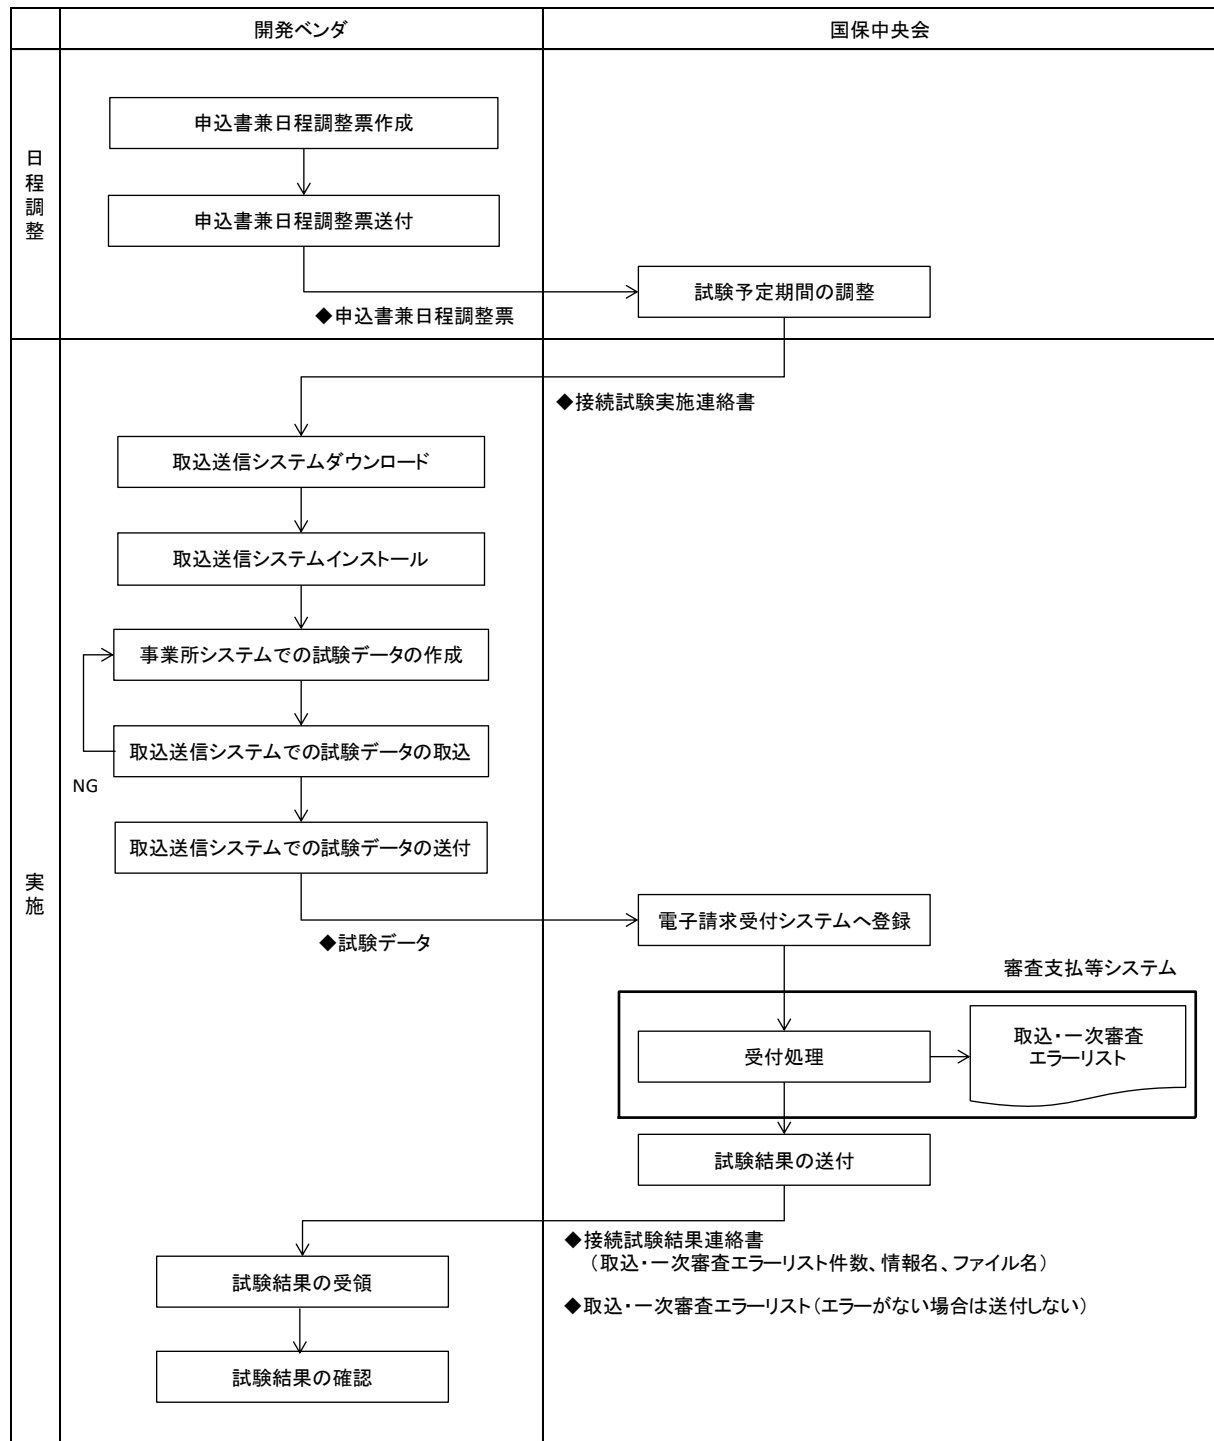 開発ベンダ
国保中央会
日程調整
申込書兼日程調整票作成
申込書兼日程調整票送付
試験予定期間の調整
◆申込書兼日程調整票
実施
◆接続試験実施連絡書
取込送信システムダウンロード
取込送信システムインストール
事業所システムでの試験データの作成
取込送信システムでの試験データの取込
NG
取込送信システムでの試験データの送付
電子請求受付システムへ登録
◆試験データ
審査支払等システム
受付処理
取込・一次審査
エラーリスト
試験結果の送付
◆接続試験結果連絡書
（取込・一次審査エラーリスト件数、情報名、ファイル名）
◆取込・一次審査エラーリスト（エラーがない場合は送付しない）
試験結果の受領
試験結果の確認